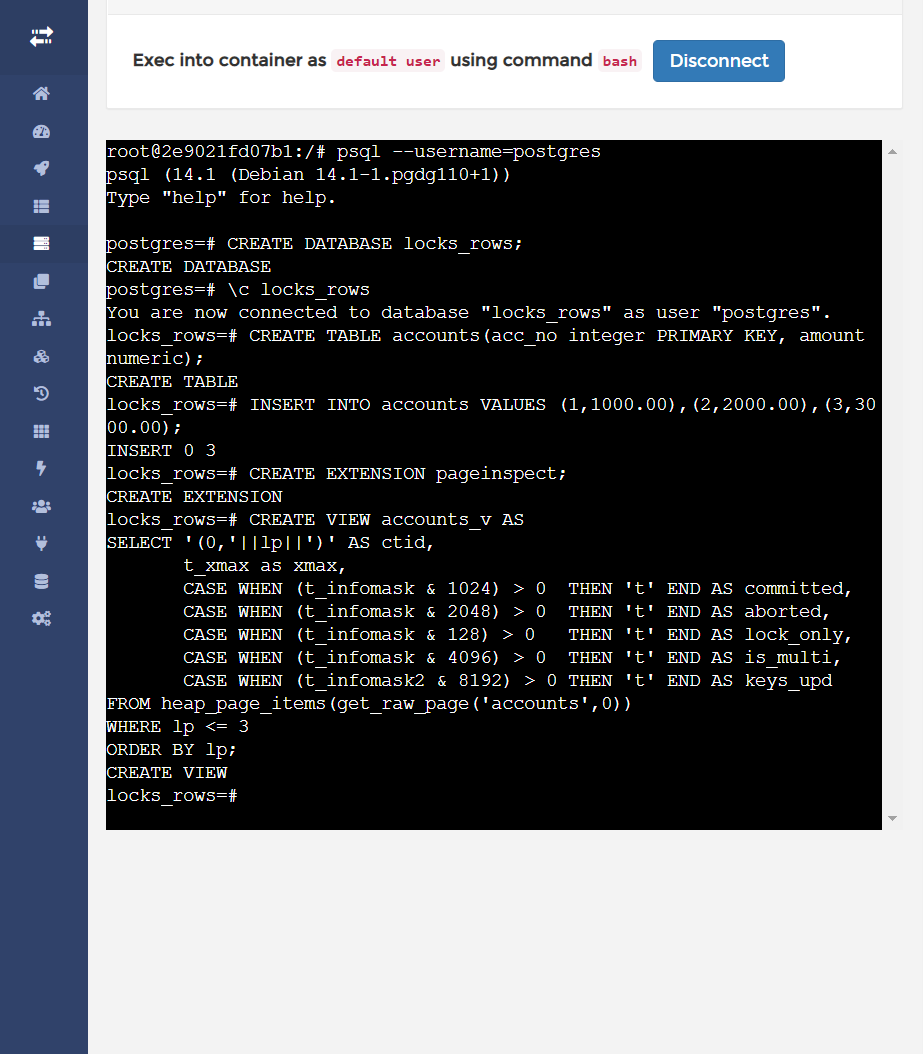 Exec into container as default user using command bash Disconnect
root@2e9021fd07b1:/# psql --username=postgres
psql (14.1 (Debian 14.1-1.pgdg110+1))
Type "help" for help.
postgres=# CREATE DATABASE locks_rows;
CREATE DATABASE
postgres=# \c locks_rows
You are now connected to database "locks_rows" as user "postgres".
locks_rows=# CREATE TABLE accounts(acc_no integer PRIMARY KEY, amount
numeric);
CREATE TABLE
locks_rows=# INSERT INTO accounts VALUES (1,1000.00),(2,2000.00),(3,30
00.00);
INSERT 0 3
locks_rows=# CREATE EXTENSION pageinspect;
CREATE EXTENSION
locks_rows=# CREATE VIEW accounts_v AS
SELECT '(0,'||lp||')' AS ctid,
       t_xmax as xmax,
       CASE WHEN (t_infomask & 1024) > 0  THEN 't' END AS committed,
       CASE WHEN (t_infomask & 2048) > 0  THEN 't' END AS aborted,
       CASE WHEN (t_infomask & 128) > 0   THEN 't' END AS lock_only,
       CASE WHEN (t_infomask & 4096) > 0  THEN 't' END AS is_multi,
       CASE WHEN (t_infomask2 & 8192) > 0 THEN 't' END AS keys_upd
FROM heap_page_items(get_raw_page('accounts',0))
WHERE lp <= 3
ORDER BY lp;
CREATE VIEW
locks_rows=#